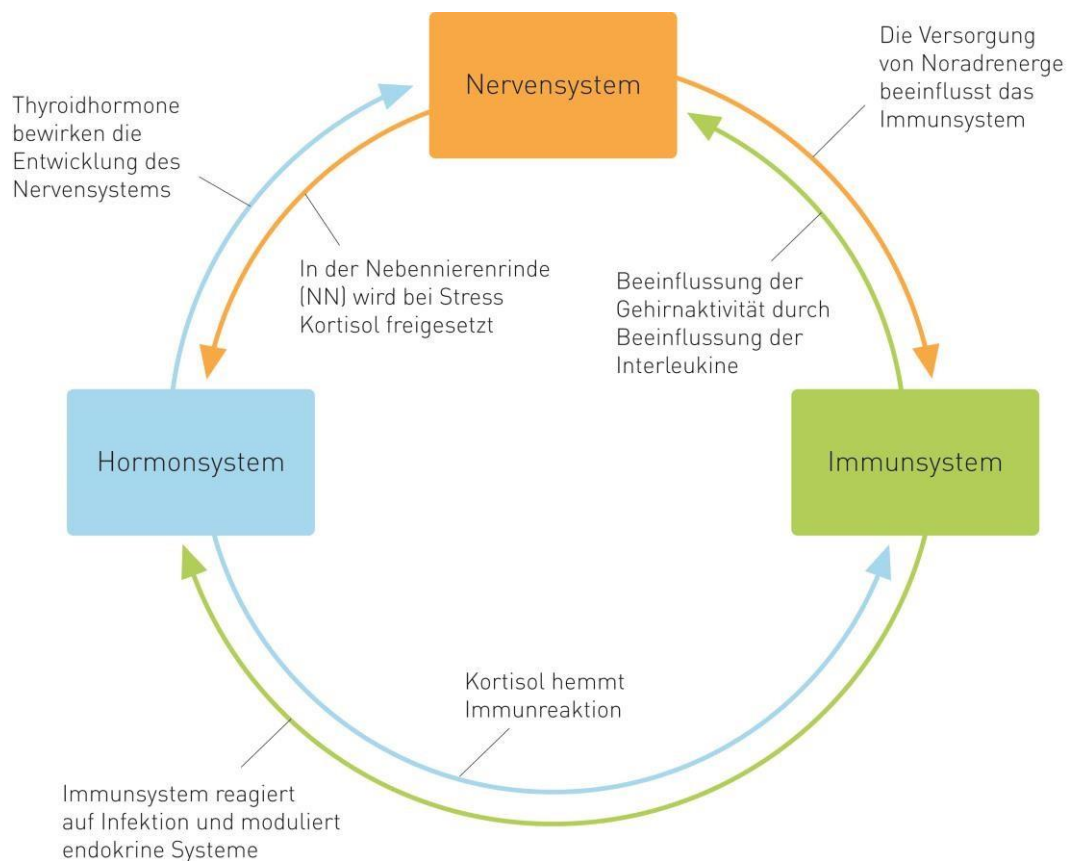 Nervensystem
Die Versorgung
von Noradrenerge
beeinflusst das
Immunsystem
Thyroidhormone
bewirken die
Entwicklung des
Nervensystems
In der Nebennierenrinde
(NN) wird bei Stress
Kortisol freigesetzt
Beeinflussung der
Gehirnaktivität durch
Beeinflussung der
Interleukine
Hormonsystem
Immunsystem
Kortisol hemmt
Immunreaktion
Immunsystem reagiert
auf Infektion und moduliert
endokrine Systeme